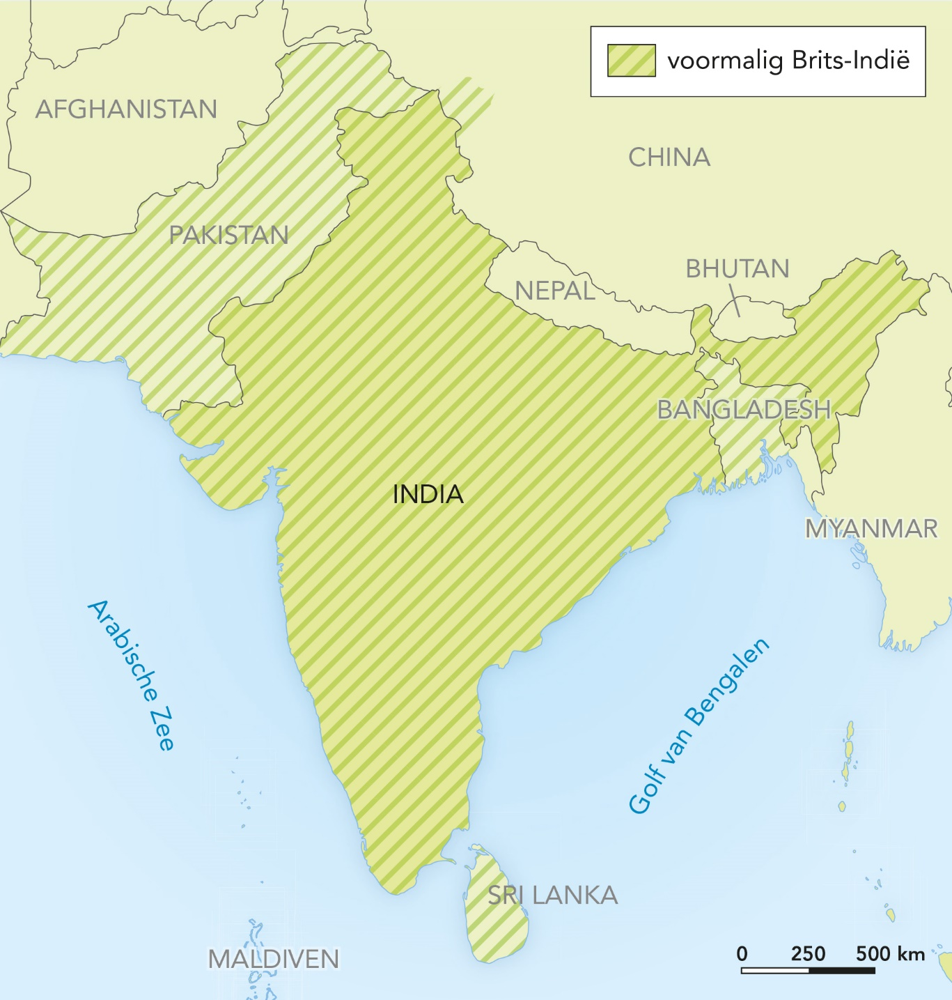 voormalig Brits-Indië
AFGHANISTAN
CHINA
PAKISTAN
BHUTAN
NEPAL
BANGLADESH
INDIA
MYANMAR
Arabische Zee
Golf van Bengalen
SRI LANKA
MALDIVEN
0 250 500 km